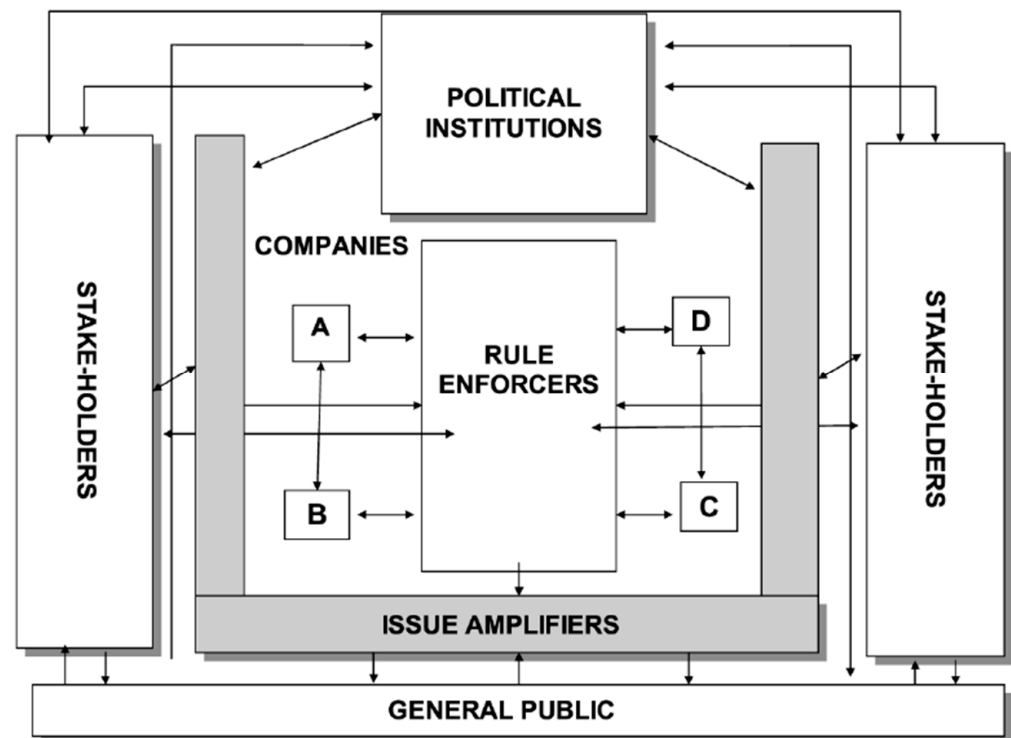 POLITICAL
INSTITUTIONS
COMPANIES
STAKE-HOLDERS
A
D
RULE
ENFORCERS
STAKE-HOLDERS
B
C
ISSUE AMPLIFIERS
GENERAL PUBLIC